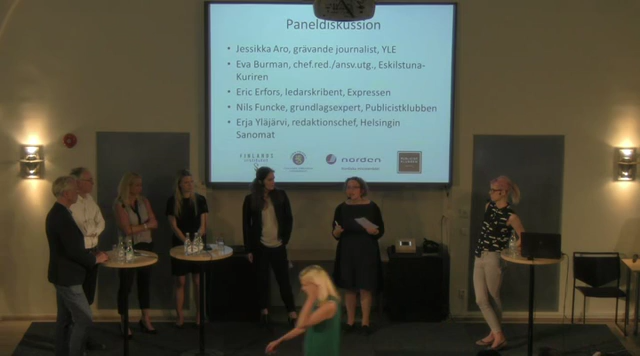 Paneldiskussion
• Jessikka Aro, grävande journalist, YLE
• Eva Burman, chef.red./ansv.utg., Eskilstuna-
Kuriren
• Eric Erfors, ledarskribent, Expressen
• Nils Funcke, grundlagsexpert, Publicistklubben
• Erja Yläjärvi, redaktionschef, Helsingin
Sanomat
FINLANDS
norden